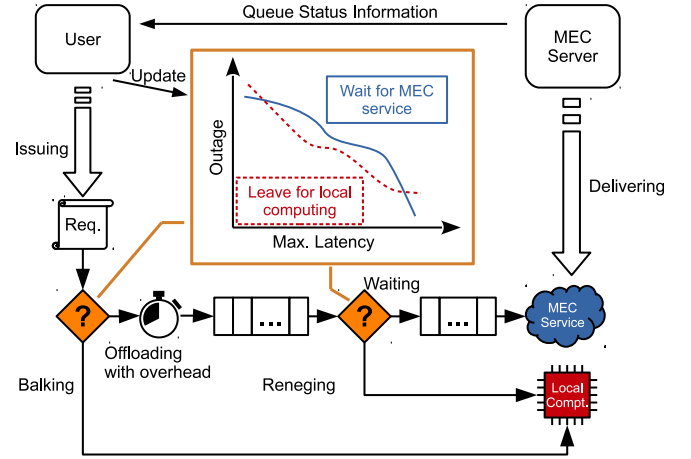 Queue Status Information
User
MEC
Server
Update
Wait for MEC
service
Outage
Leave for local
computing
Max. Latency
Issuing
Delivering
Req.
?
Offloading
with overhead
...
?
Waiting
...
MEC
Service
Balking
Reneging
Local
Compt.